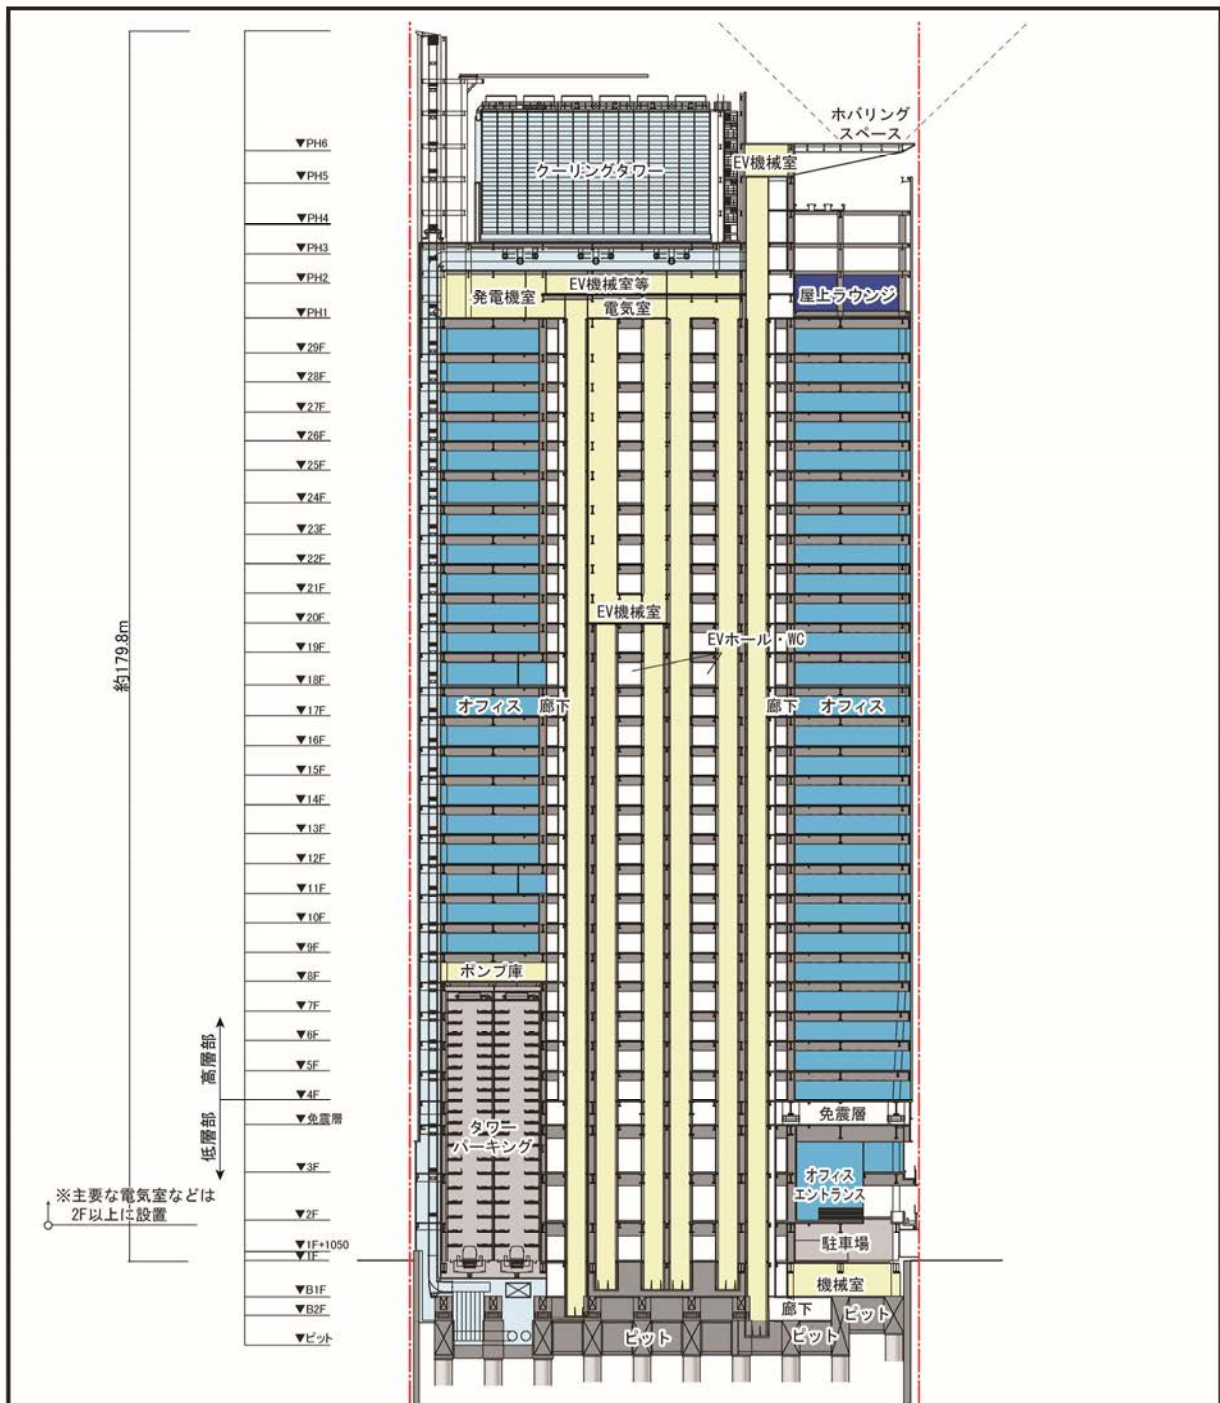 ホバリング
スペース
▼PH6
EV機械室
▼PH5
クーリングタワー
▼PH4
▼PH3
▼PH2
EV機械室等
発電機室
屋上ラウンジ
電気室
▼PH1
▼29F
▼28F
▼27F
▼26F
▼25F
▼24F
▼23F
▼22F
▼21F
EV機械室
▼20F
EVホール・WC
▼19F
約179.8m
▼18F
オフィス
廊下
廊下
オフィス
▼17F
▼16F
▼15F
▼14F
▼13F
▼12F
▼11F
▼10F
▼9F
ポンプ庫
▼8F
▼7F
高層部
▼6F
▼5F
▼4F
免震層
▼免震層
低層部
タワー
パーキング
▼3F
オフィス
エントランス
※主要な電気室などは
2F以上に設置
▼2F
駐車場
▼1F+1050
▼1F
機械室
▼B1F
▼B2F
廊下
ピット
ピット
ピット
▼ピット